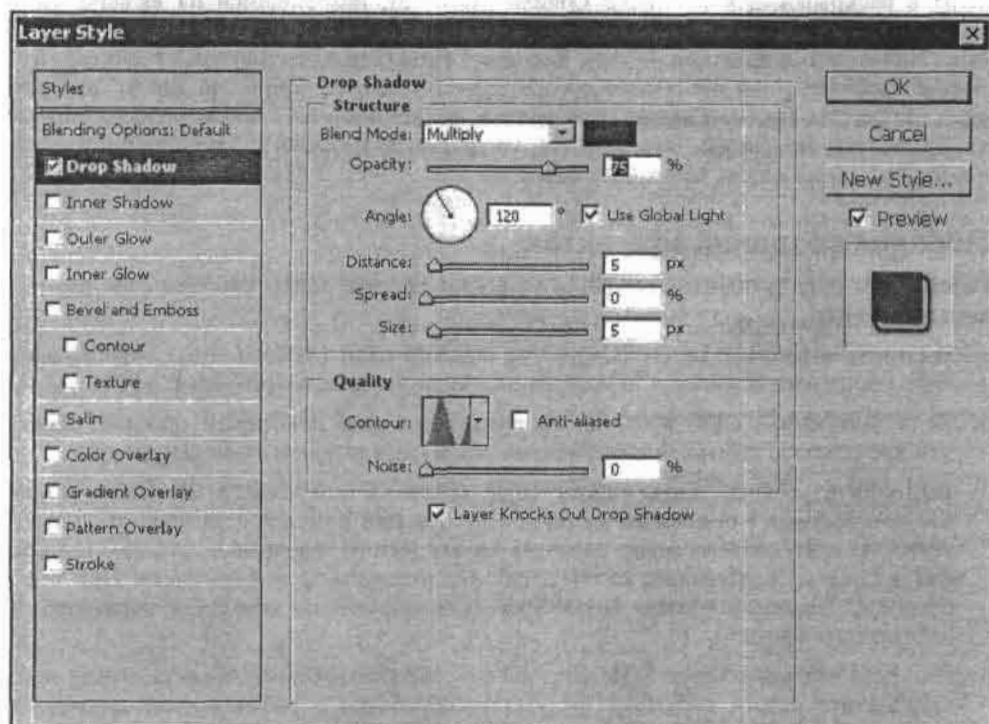 Layer Style
Styles
Blending Options: Default
Drop Shadow
Inner Shadow
Outer Glow
Inner Glow
Bevel and Emboss
Contour
Texture
Satin
Color Overlay
Gradient Overlay
Pattern Overlay
Stroke
Drop Shadow
Structure
Blend Mode: Multiply
Opacity: 75 %
Angle: 120 ° Use Global Light
Distance: 5 px
Spread: 0 %
Size: 5 px
Quality
Contour: Anti-aliased
Noise: 0 %
Layer Knocks Out Drop Shadow
OK
Cancel
New Style...
Preview